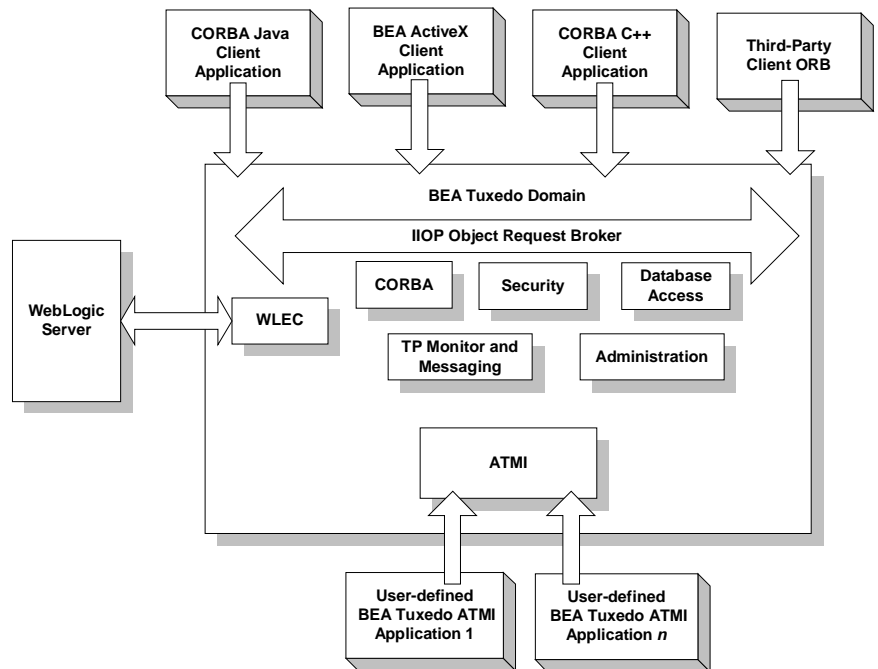 CORBA Java
Client
Application
BEA ActiveX
Client
Application
CORBA C++
Client
Application
Third-Party
Client ORB
BEA Tuxedo Domain
IIOP Object Request Broker
CORBA
Security
Database
Access
WebLogic
Server
WLEC
TP Monitor and
Messaging
Administration
ATMI
User-defined
BEA Tuxedo ATMI
Application 1
User-defined
BEA Tuxedo ATMI
Application n